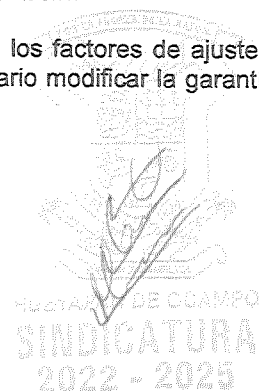 los factores de ajuste
ario modificar la garant
DE OCAMPO
SINDICATURA
2022 - 2025